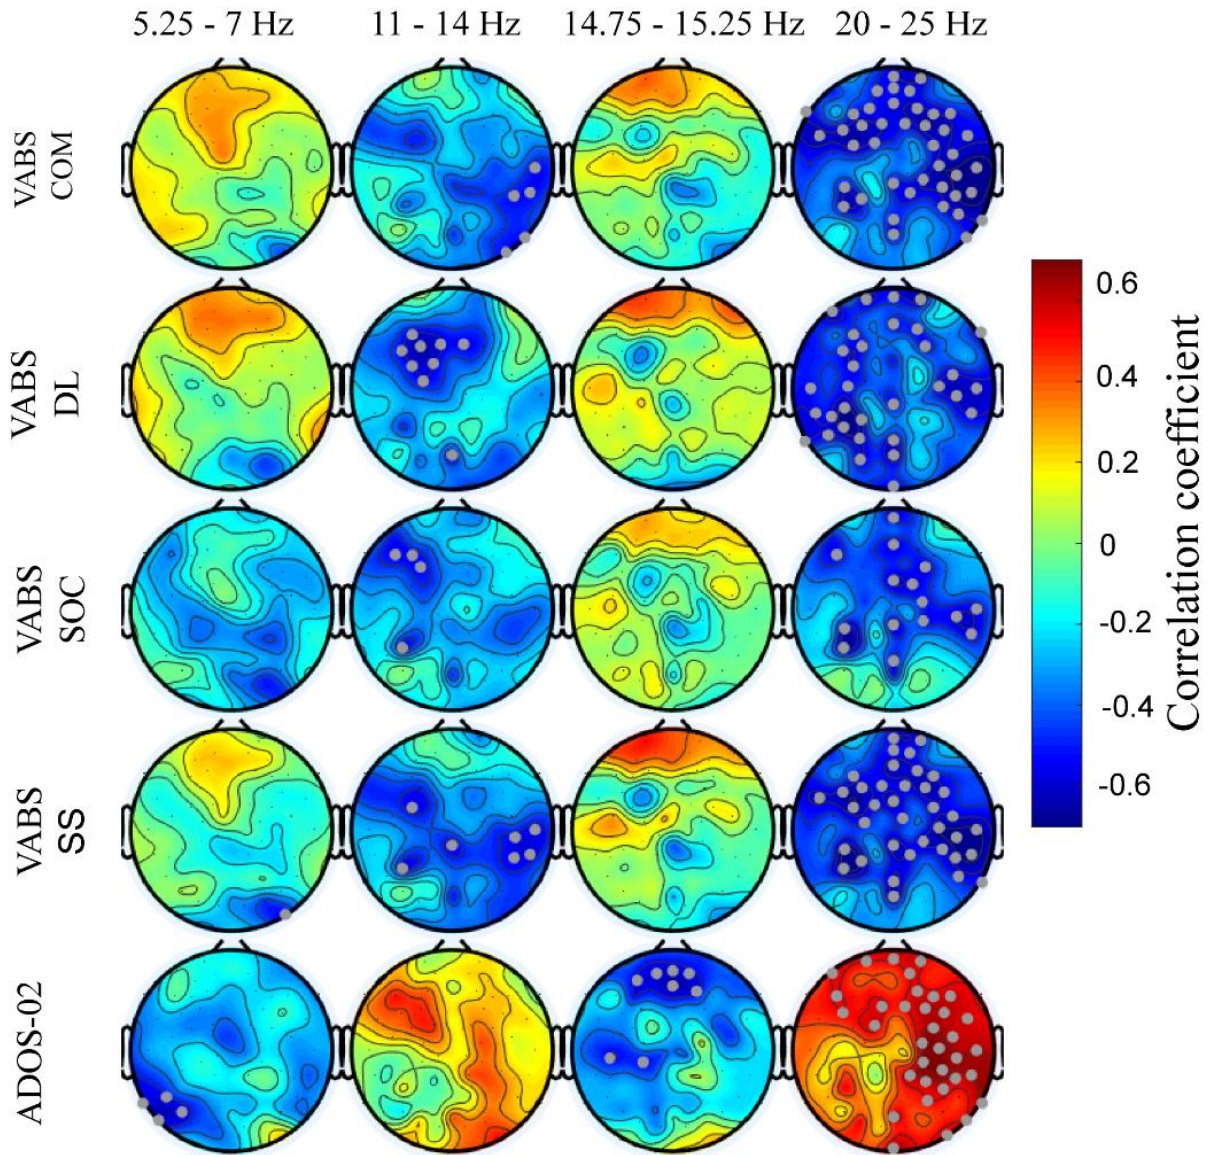 5.25 - 7 Hz
11 - 14 Hz
14.75 - 15.25 Hz
20 - 25 Hz
VABS
COM
VABS
DL
VABS
SOC
VABS
SS
ADOS-02
0.6
0.4
0.2
0
-0.2
-0.4
-0.6
Correlation coefficient